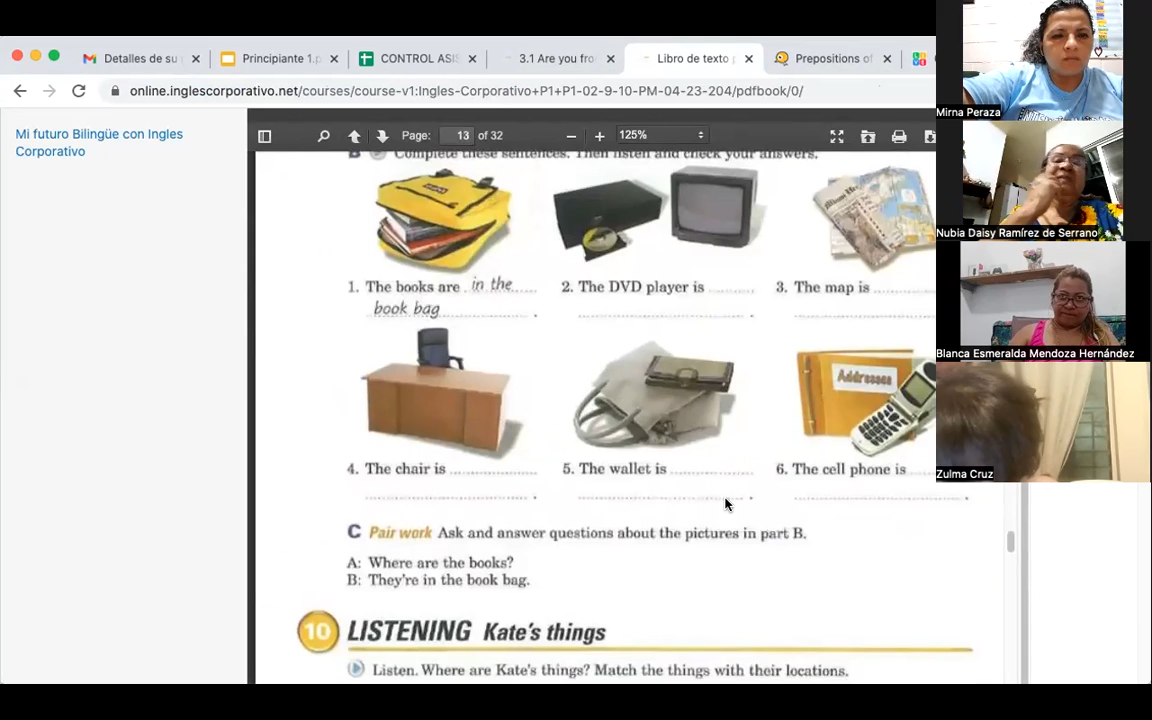 Detalles de su
Principiante 1.p
CONTROL ASIS
3.1 Are you fro
Libro de texto
Prepositions of
online.inglescorporativo.net/courses/course-v1:Ingles-Corporativo+P1+P1-02-9-10-PM-04-23-204/pdfbook/0/
Mi futuro Bilingüe con Ingles
Corporativo
Page: 13 of 32
125%
B Complete these sentences. Then listen and check your answers.
1. The books are in the
book bag
2. The DVD player is
3. The map is
Addresses
4. The chair is
5. The wallet is
6. The cell phone is
C Pair work Ask and answer questions about the pictures in part B.
A: Where are the books?
B: They're in the book bag.
10 LISTENING Kate's things
Listen. Where are Kate's things? Match the things with their locations.
Mirna Peraza
Nubia Daisy Ramírez de Serrano
Blanca Esmeralda Mendoza Hernández
Zulma Cruz